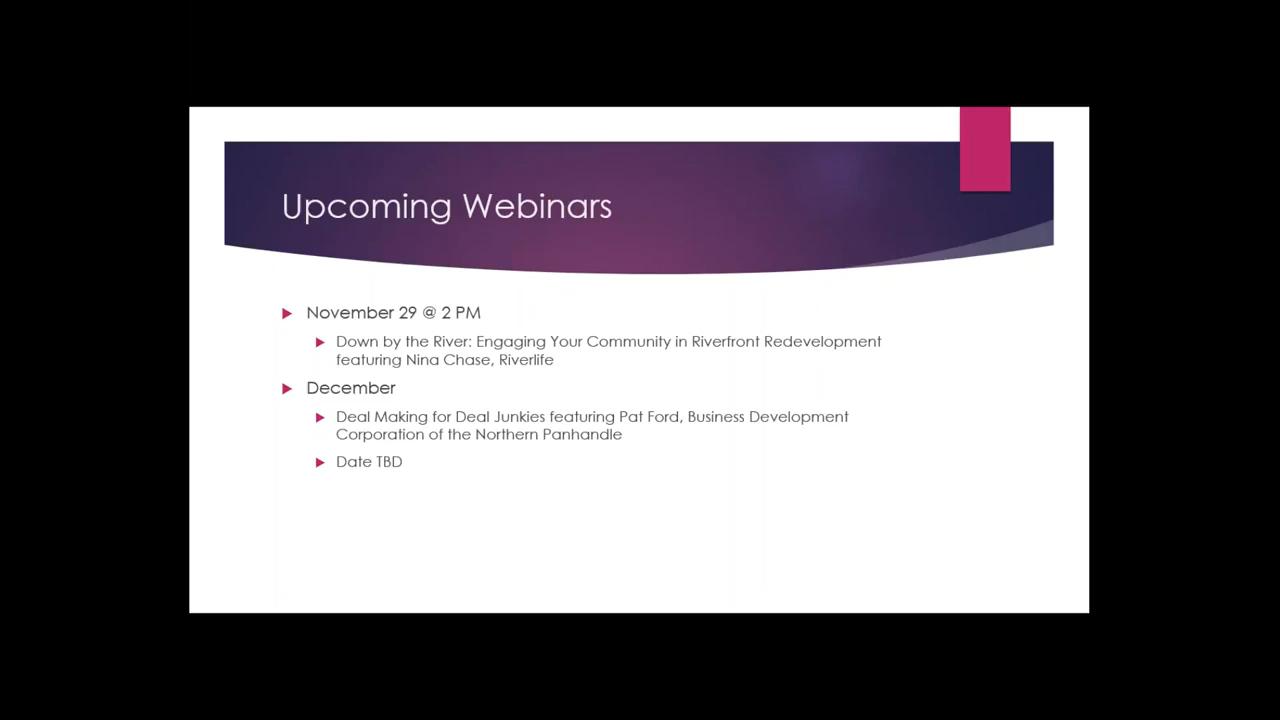 Upcoming Webinars
November 29 @ 2 PM
Down by the River: Engaging Your Community in Riverfront Redevelopment
featuring Nina Chase, Riverlife
December
Deal Making for Deal Junkies featuring Pat Ford, Business Development
Corporation of the Northern Panhandle
Date TBD